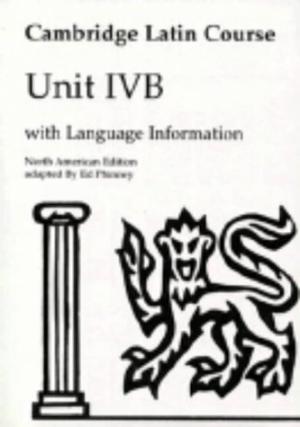 Cambridge Latin Course
Unit IVB
with Language Information
North American Edition
adapted By Ed Phinney